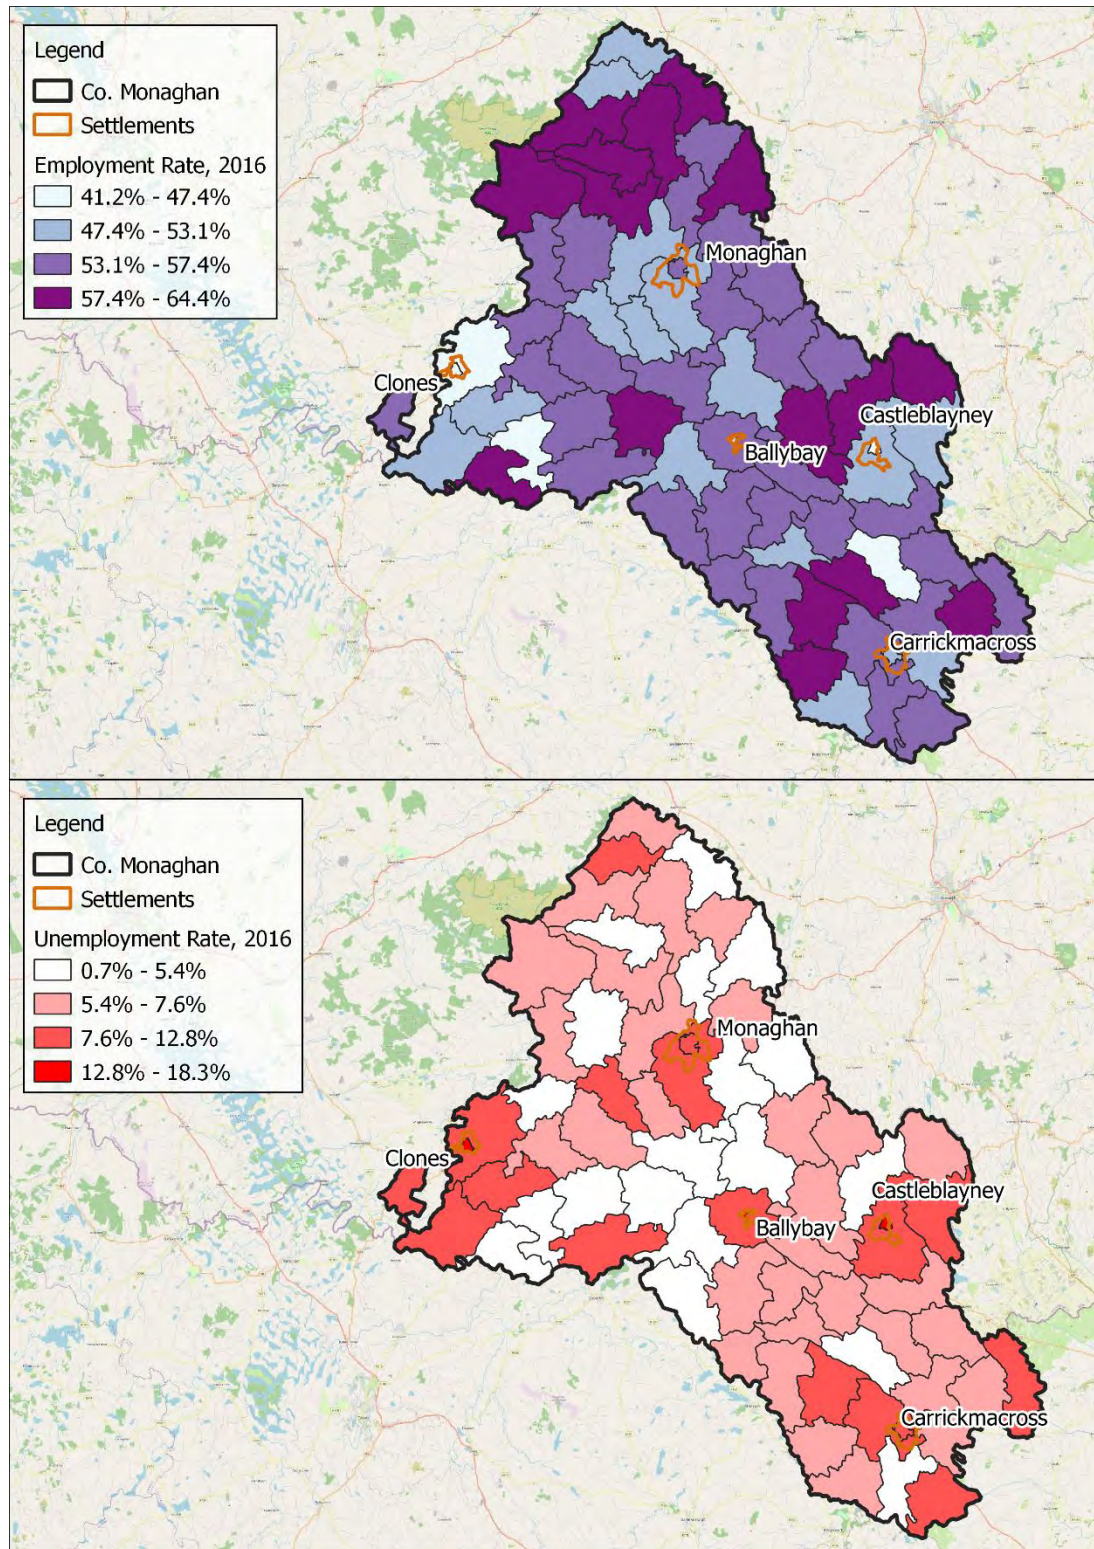 Legend
Co. Monaghan
Settlements
Employment Rate, 2016
41.2% - 47.4%
47.4% - 53.1%
53.1% - 57.4%
57.4% - 64.4%
Monaghan
Clones
Castleblayney
Ballybay
Carrickmacross
Legend
Co. Monaghan
Settlements
Unemployment Rate, 2016
0.7% - 5.4%
5.4% - 7.6%
7.6% - 12.8%
12.8% - 18.3%
Monaghan
Clones
Castleblayney
Ballybay
Carrickmacross